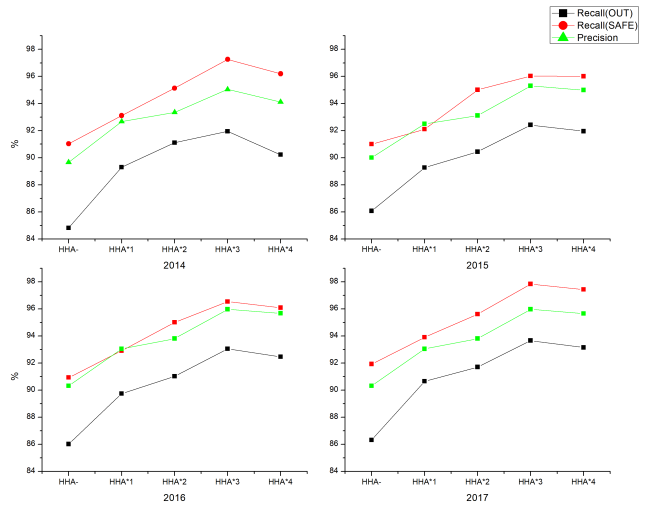 Recall(OUT)
Recall(SAFE)
Precision
98
96
94
92
90
88
86
84
%
HHA-
HHA*1
HHA*2
HHA*3
HHA*4
2014
98
96
94
92
90
88
86
84
HHA-
HHA*1
HHA*2
HHA*3
HHA*4
2015
98
96
94
92
90
88
86
84
%
HHA-
HHA*1
HHA*2
HHA*3
HHA*4
2016
98
96
94
92
90
88
86
84
HHA-
HHA*1
HHA*2
HHA*3
HHA*4
2017